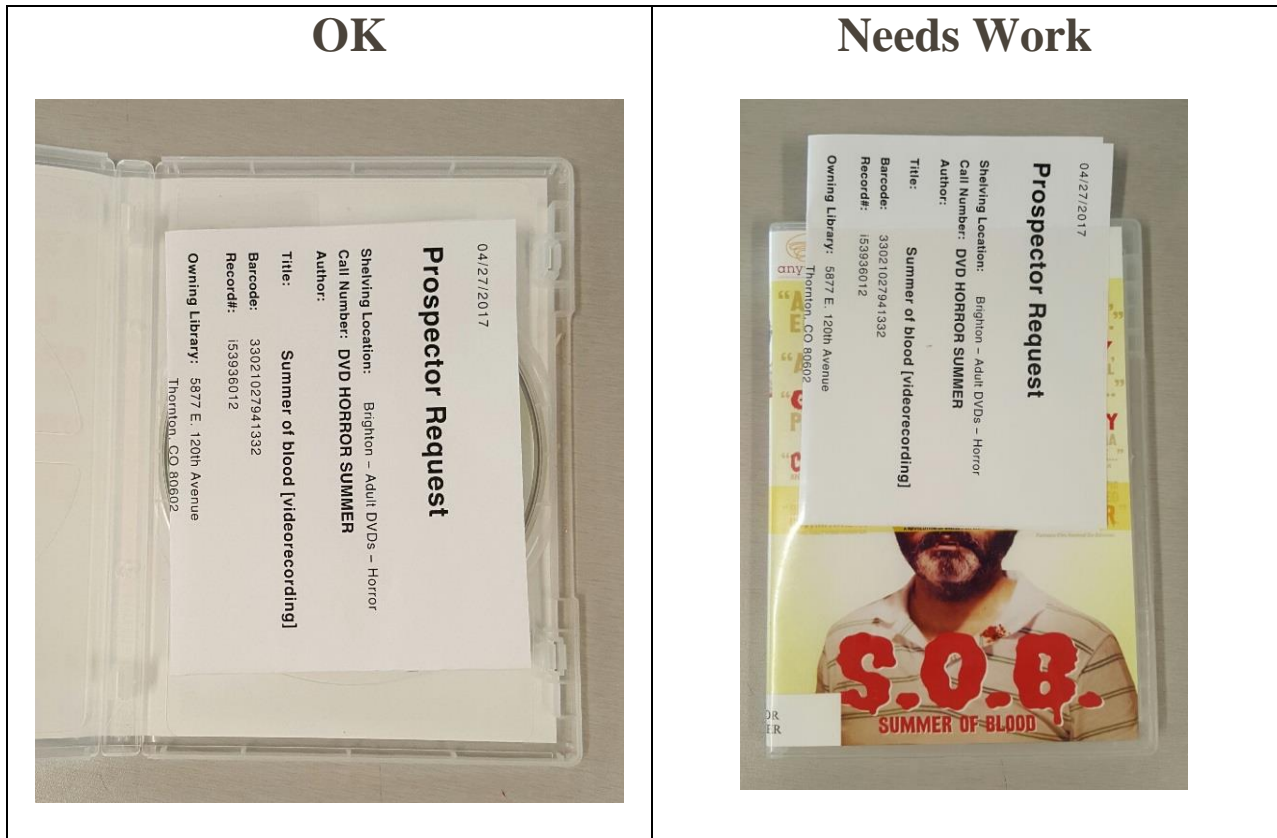 OK
04/27/2017
Prospector Request
Shelving Location: Brighton – Adult DVDs – Horror
Call Number: DVD HORROR SUMMER
Author:
Title: Summer of blood [videorecording]
Barcode: 33021027941332
Record#: i53936012
Owning Library: 5877 E. 120th Avenue
Thornton, CO 80602
Needs Work
04/27/2017
Prospector Request
Shelving Location: Brighton – Adult DVDs – Horror
Call Number: DVD HORROR SUMMER
Author:
Title: Summer of blood [videorecording]
Barcode: 33021027941332
Record#: i53936012
Owning Library: 5877 E. 120th Avenue
Thornton, CO 80602
any
S.O.B.
SUMMER OF BLOOD
OR
ER